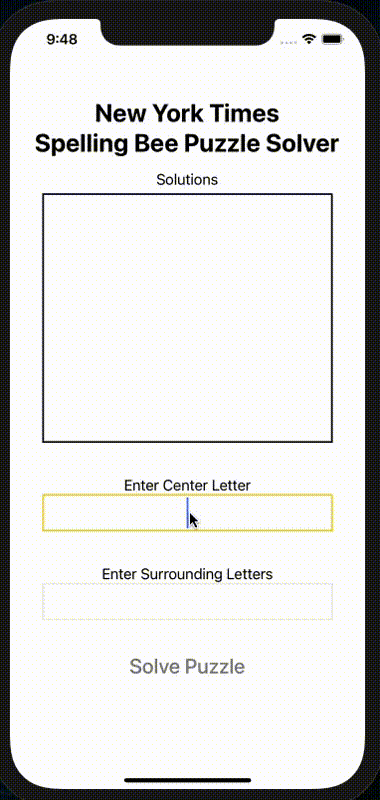 9:48
New York Times
Spelling Bee Puzzle Solver
Solutions
Enter Center Letter
Enter Surrounding Letters
Solve Puzzle